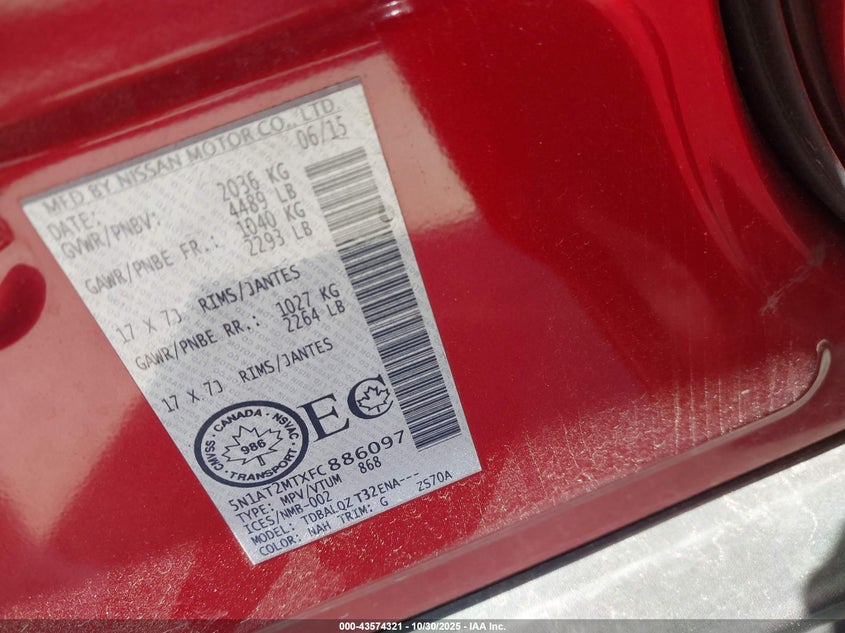 MFD BY NISSAN MOTOR CO., LTD.
DATE: 06/15
GVWR/PNBV: 2036 KG
4489 LB
GAWR/PNBE FR.: 1040 KG
2293 LB
17 X 7J RIMS/JANTES
GAWR/PNBE RR.: 1027 KG
2264 LB
17 X 7J RIMS/JANTES
CMVSS · CANADA · NSVAC · TRANSPORT ·
986
EC
5N1AT2MTXFC886097
TYPE: MPV/VTUM 868
ICES/NMB-002
MODEL: TDBALQZ T32ENA---
COLOR: NAH TRIM: G Z570A
000-43574321 | 10/30/2025 - IAA Inc.